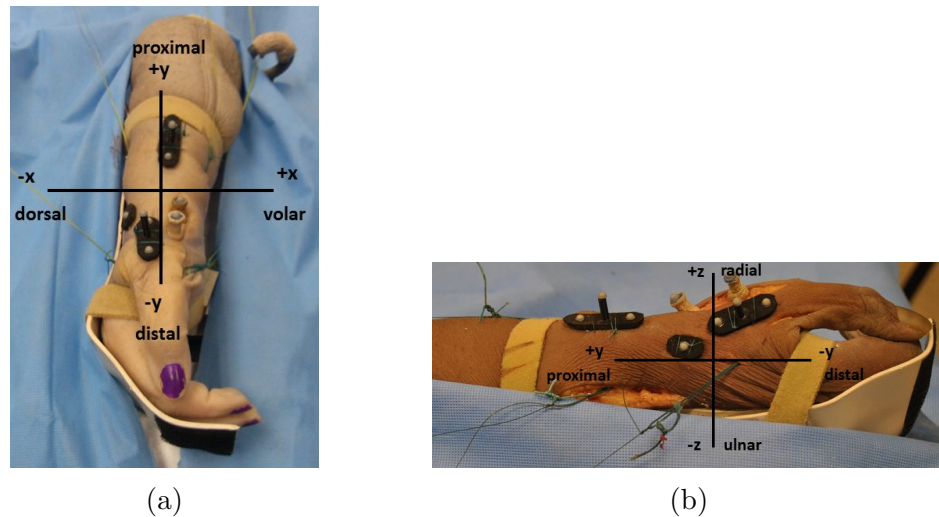 proximal
+y
-x
+x
dorsal
volar
-y
distal
+z radial
+y
-y
proximal
distal
-z ulnar
(a)
(b)